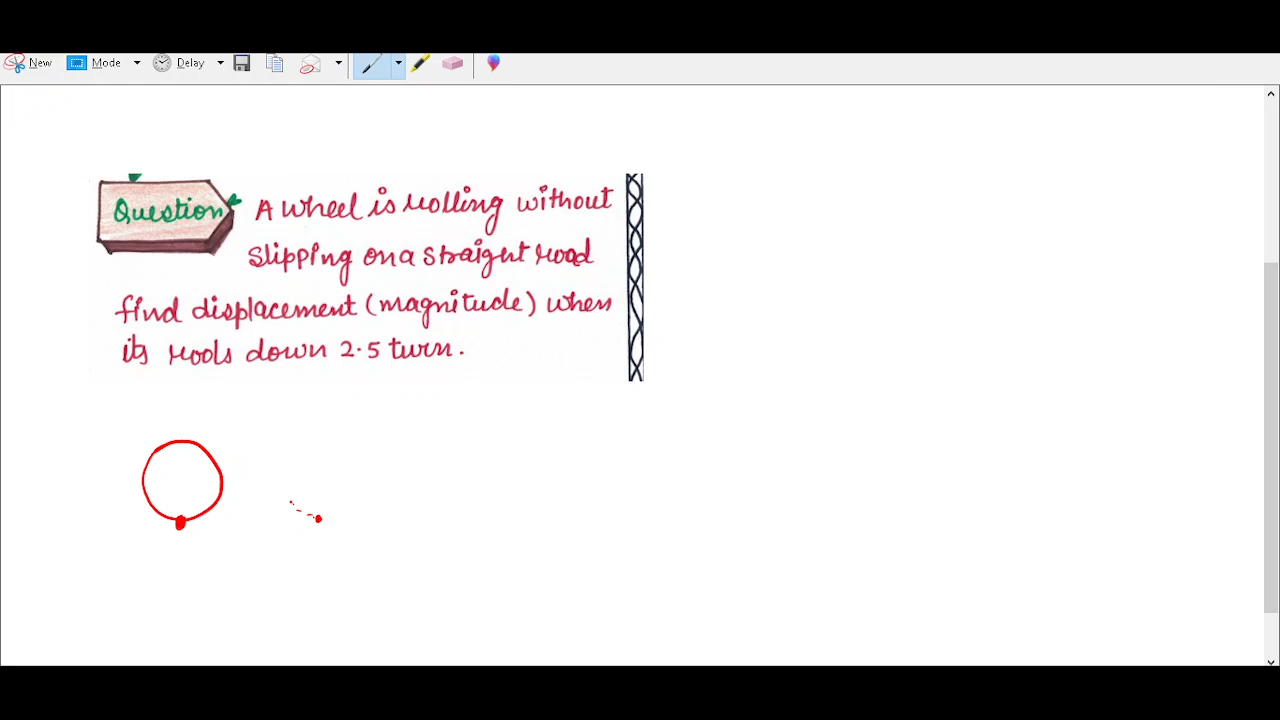 New Mode Delay
Question A wheel is rolling without
slipping on a straight road
find displacement (magnitude) when
its rools down 2.5 turn.